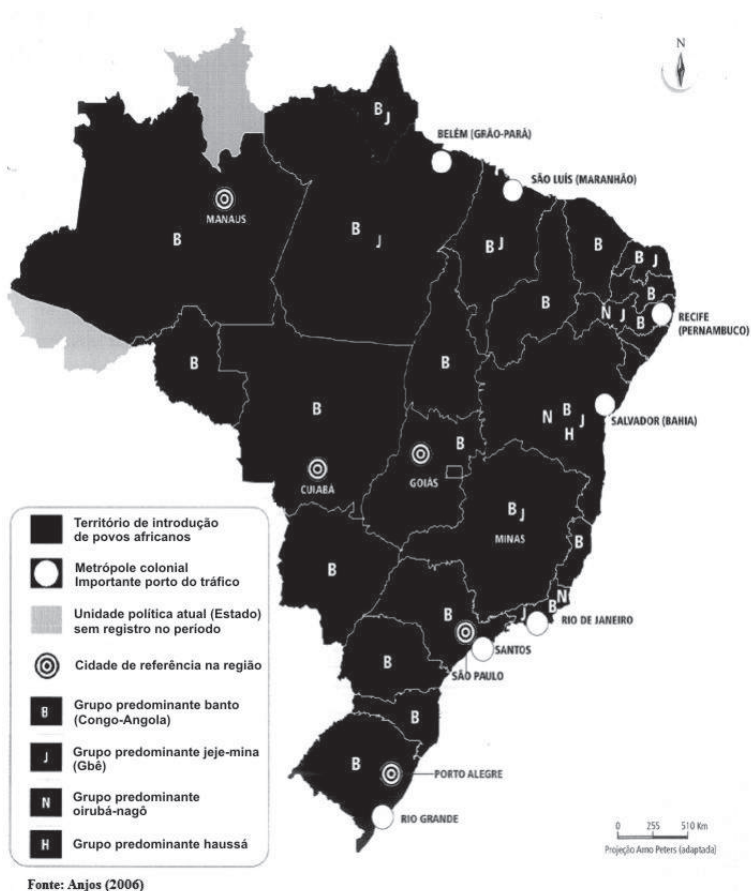 N
B
J
BELÉM (GRÃO-PARÁ)
SÃO LUÍS (MARANHÃO)
MANAUS
B
B
J
B J
B
B J
B
B
N J B
RECIFE
(PERNAMBUCO)
B
B
B
N B J
H
SALVADOR (BAHIA)
B
CUIABÁ
GOIÁS
B J
MINAS
B
B
N
B
J
B
RIO DE JANEIRO
SANTOS
SÃO PAULO
B
B
B
PORTO ALEGRE
RIO GRANDE
Território de introdução
de povos africanos
Metrópole colonial
Importante porto do tráfico
Unidade política atual (Estado)
sem registro no período
Cidade de referência na região
B Grupo predominante banto
(Congo-Angola)
J Grupo predominante jeje-mina
(Gbê)
N Grupo predominante
oirubá-nagô
H Grupo predominante haussá
0 255 510 Km
Projeção Arno Peters (adaptada)
Fonte: Anjos (2006)